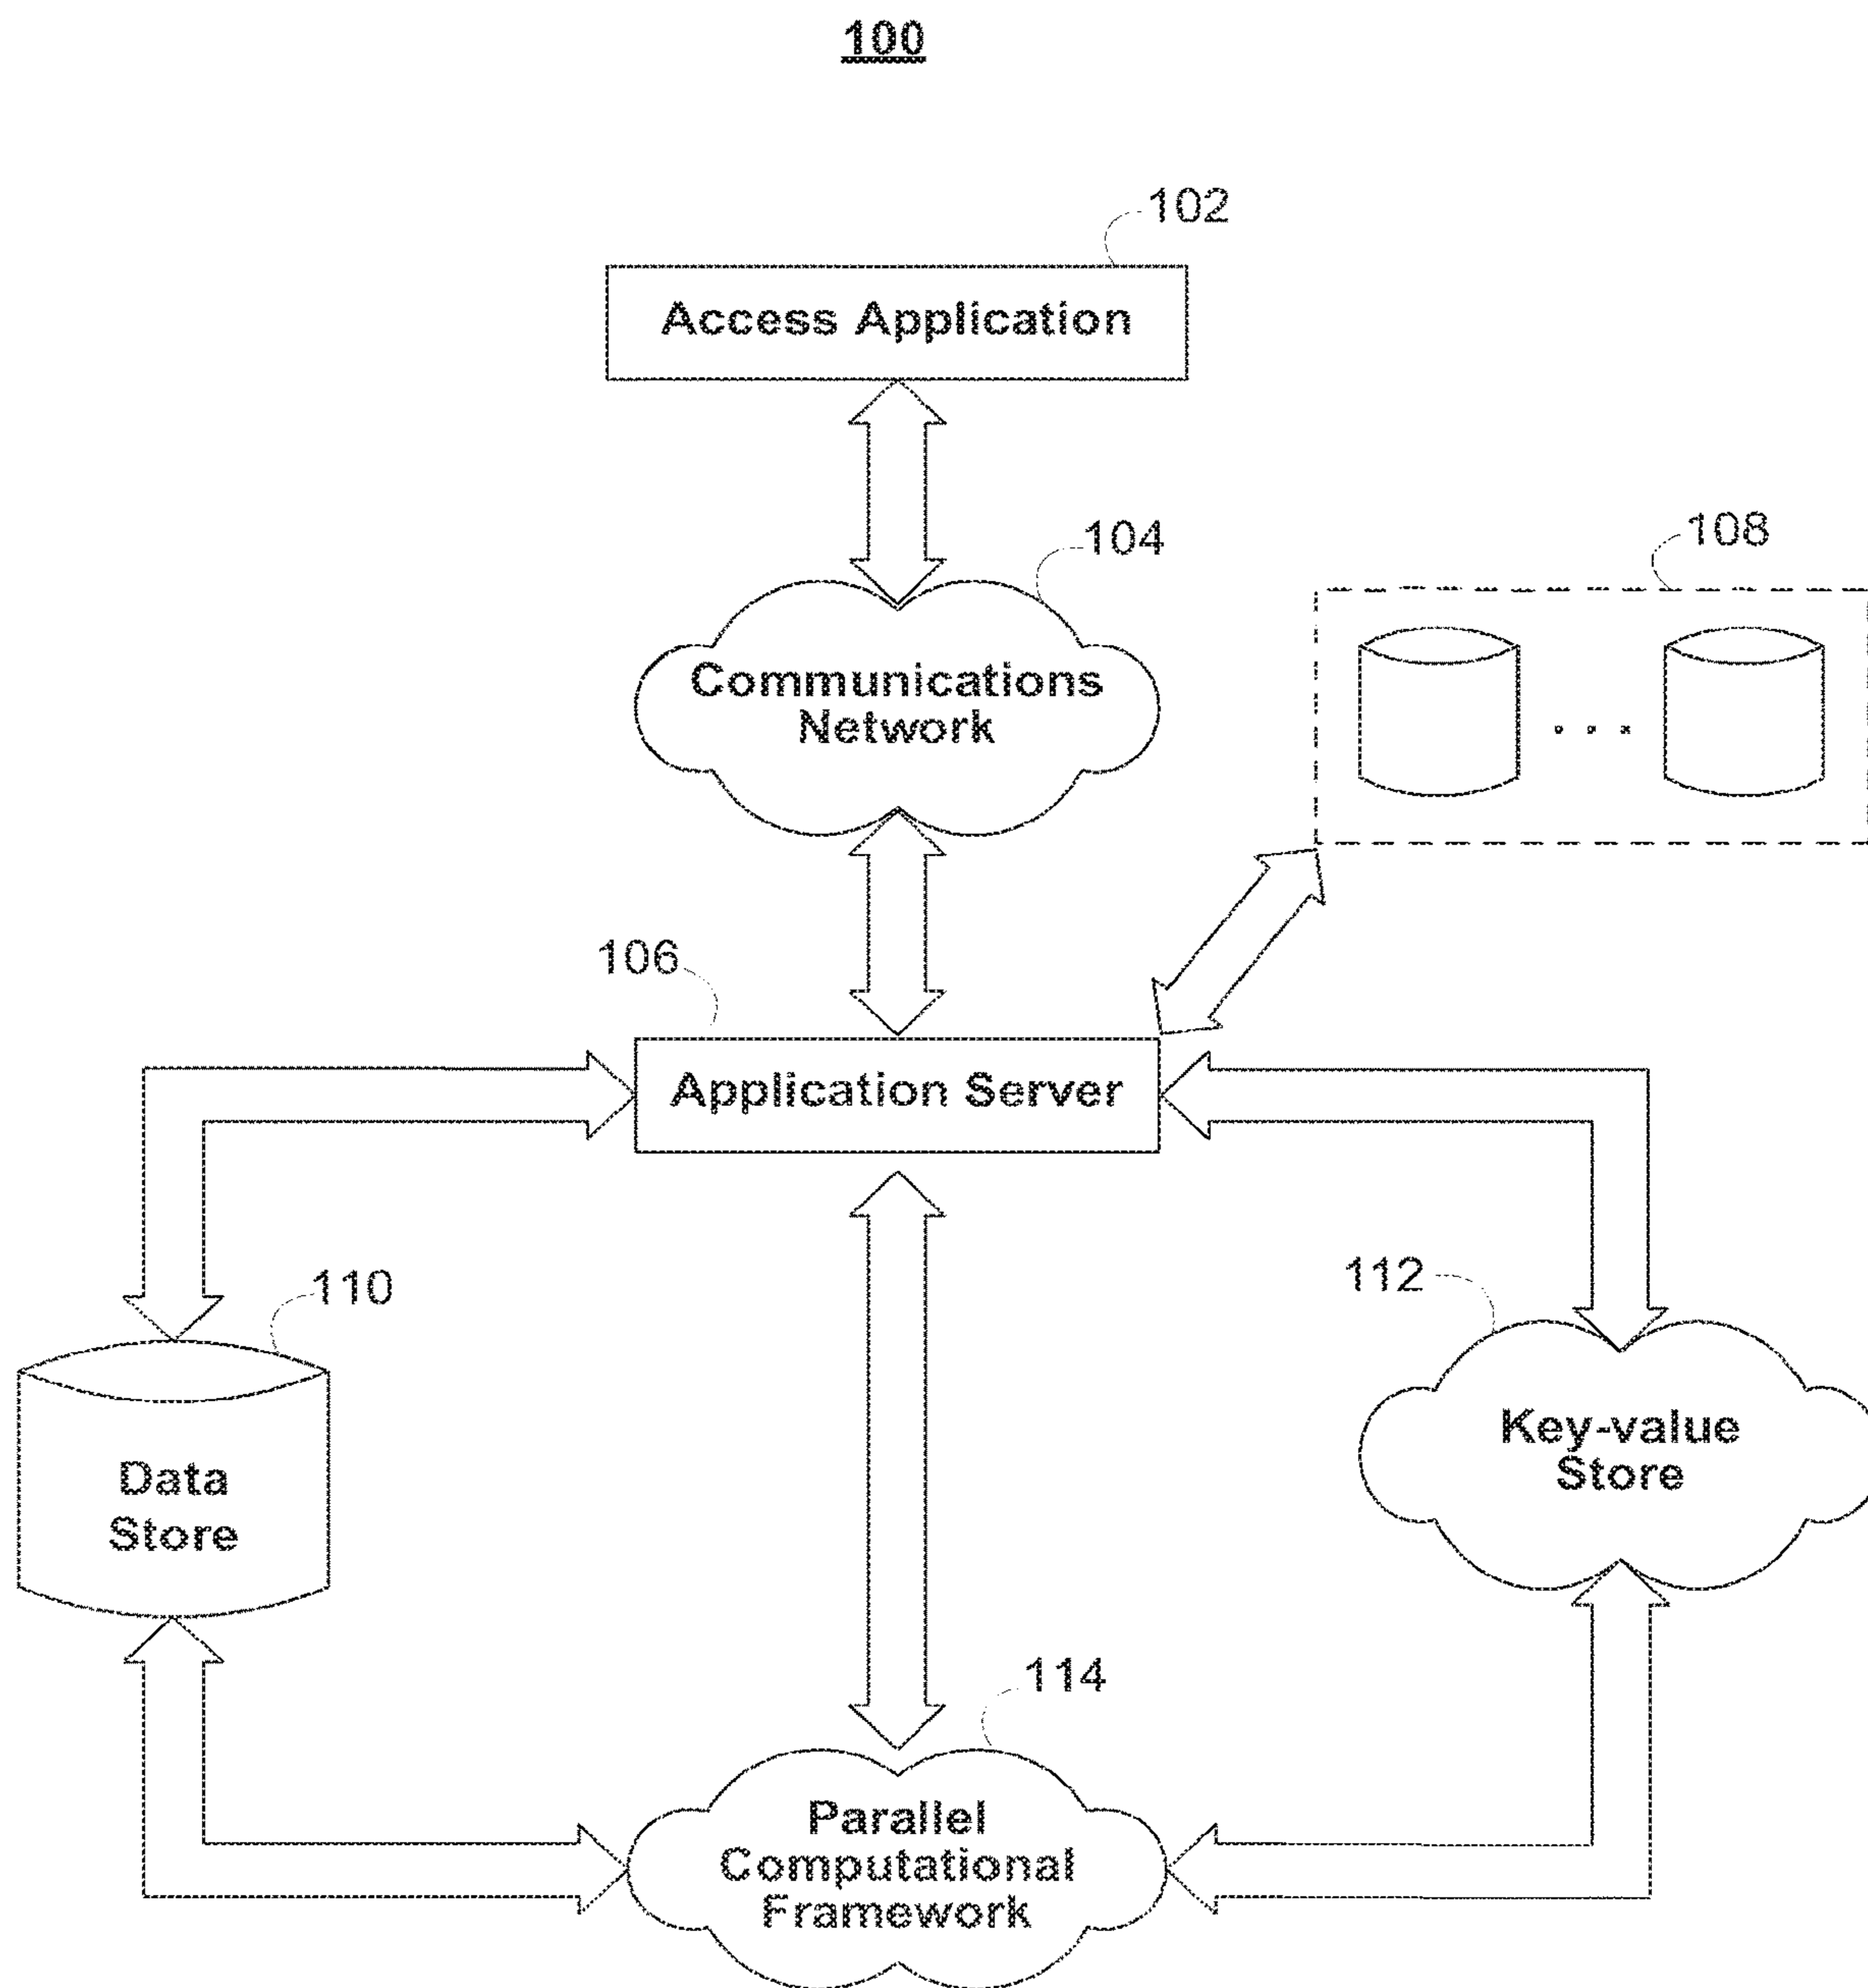 100
102
Access Application
104
108
Communications
Network
. . .
106
Application Server
110
112
Data
Store
Key-value
Store
114
Parallel
Computational
Framework